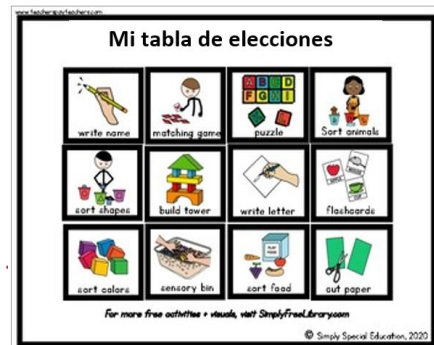 www.teacherspayteachers.com
Mi tabla de elecciones
write name
matching game
puzzle
Sort animals
sort shapes
build tower
write letter
flashcards
sort colors
sensory bin
sort food
cut paper
For more free activities + visuals, visit SimplyFreeLibrary.com
© Simply Special Education, 2020